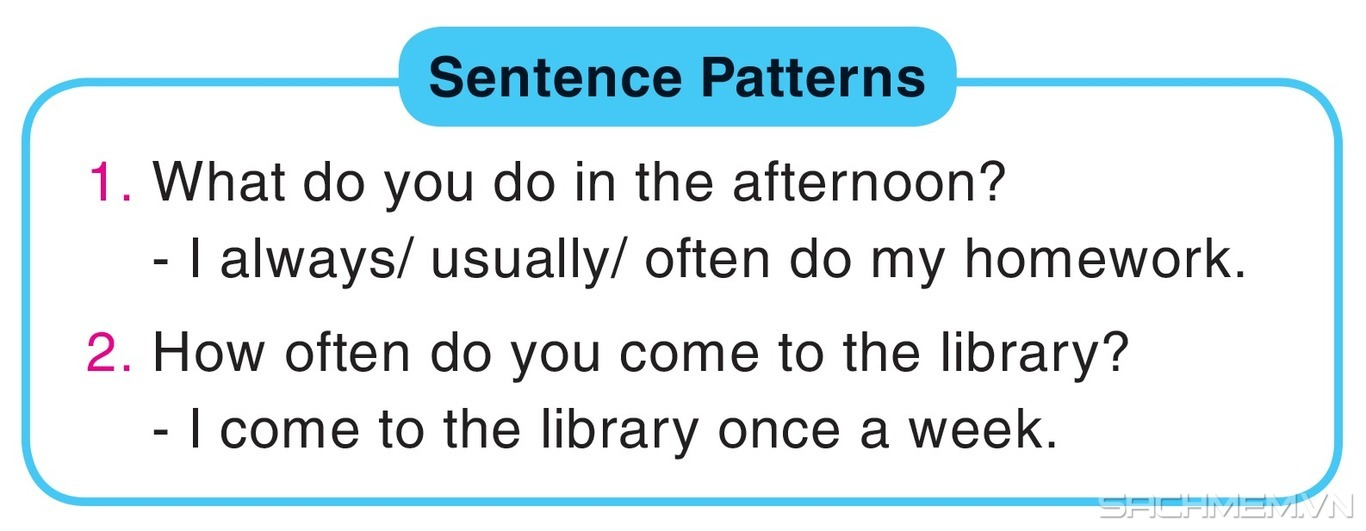 Sentence Patterns
1. What do you do in the afternoon?
- I always/ usually/ often do my homework.
2. How often do you come to the library?
- I come to the library once a week.
SACHMEM.VN